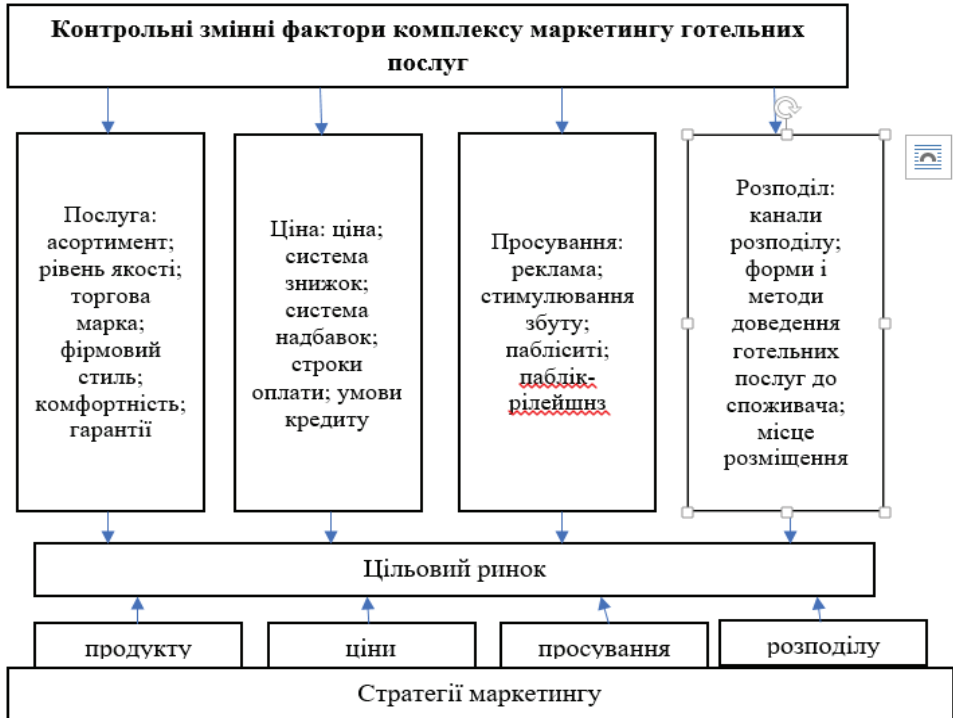 Контрольні змінні фактори комплексу маркетингу готельних
послуг
Послуга:
асортимент;
рівень якості;
торгова
марка;
фірмовий
стиль;
комфортність;
гарантії
Ціна: ціна;
система
знижок;
система
надбавок;
строки
оплати; умови
кредиту
Просування:
реклама;
стимулювання
збуту;
пабліситі;
паблік-
рілейшнз
Розподіл:
канали
розподілу;
форми і
методи
доведення
готельних
послуг до
споживача;
місце
розміщення
Цільовий ринок
продукту
ціни
просування
розподілу
Стратегії маркетингу